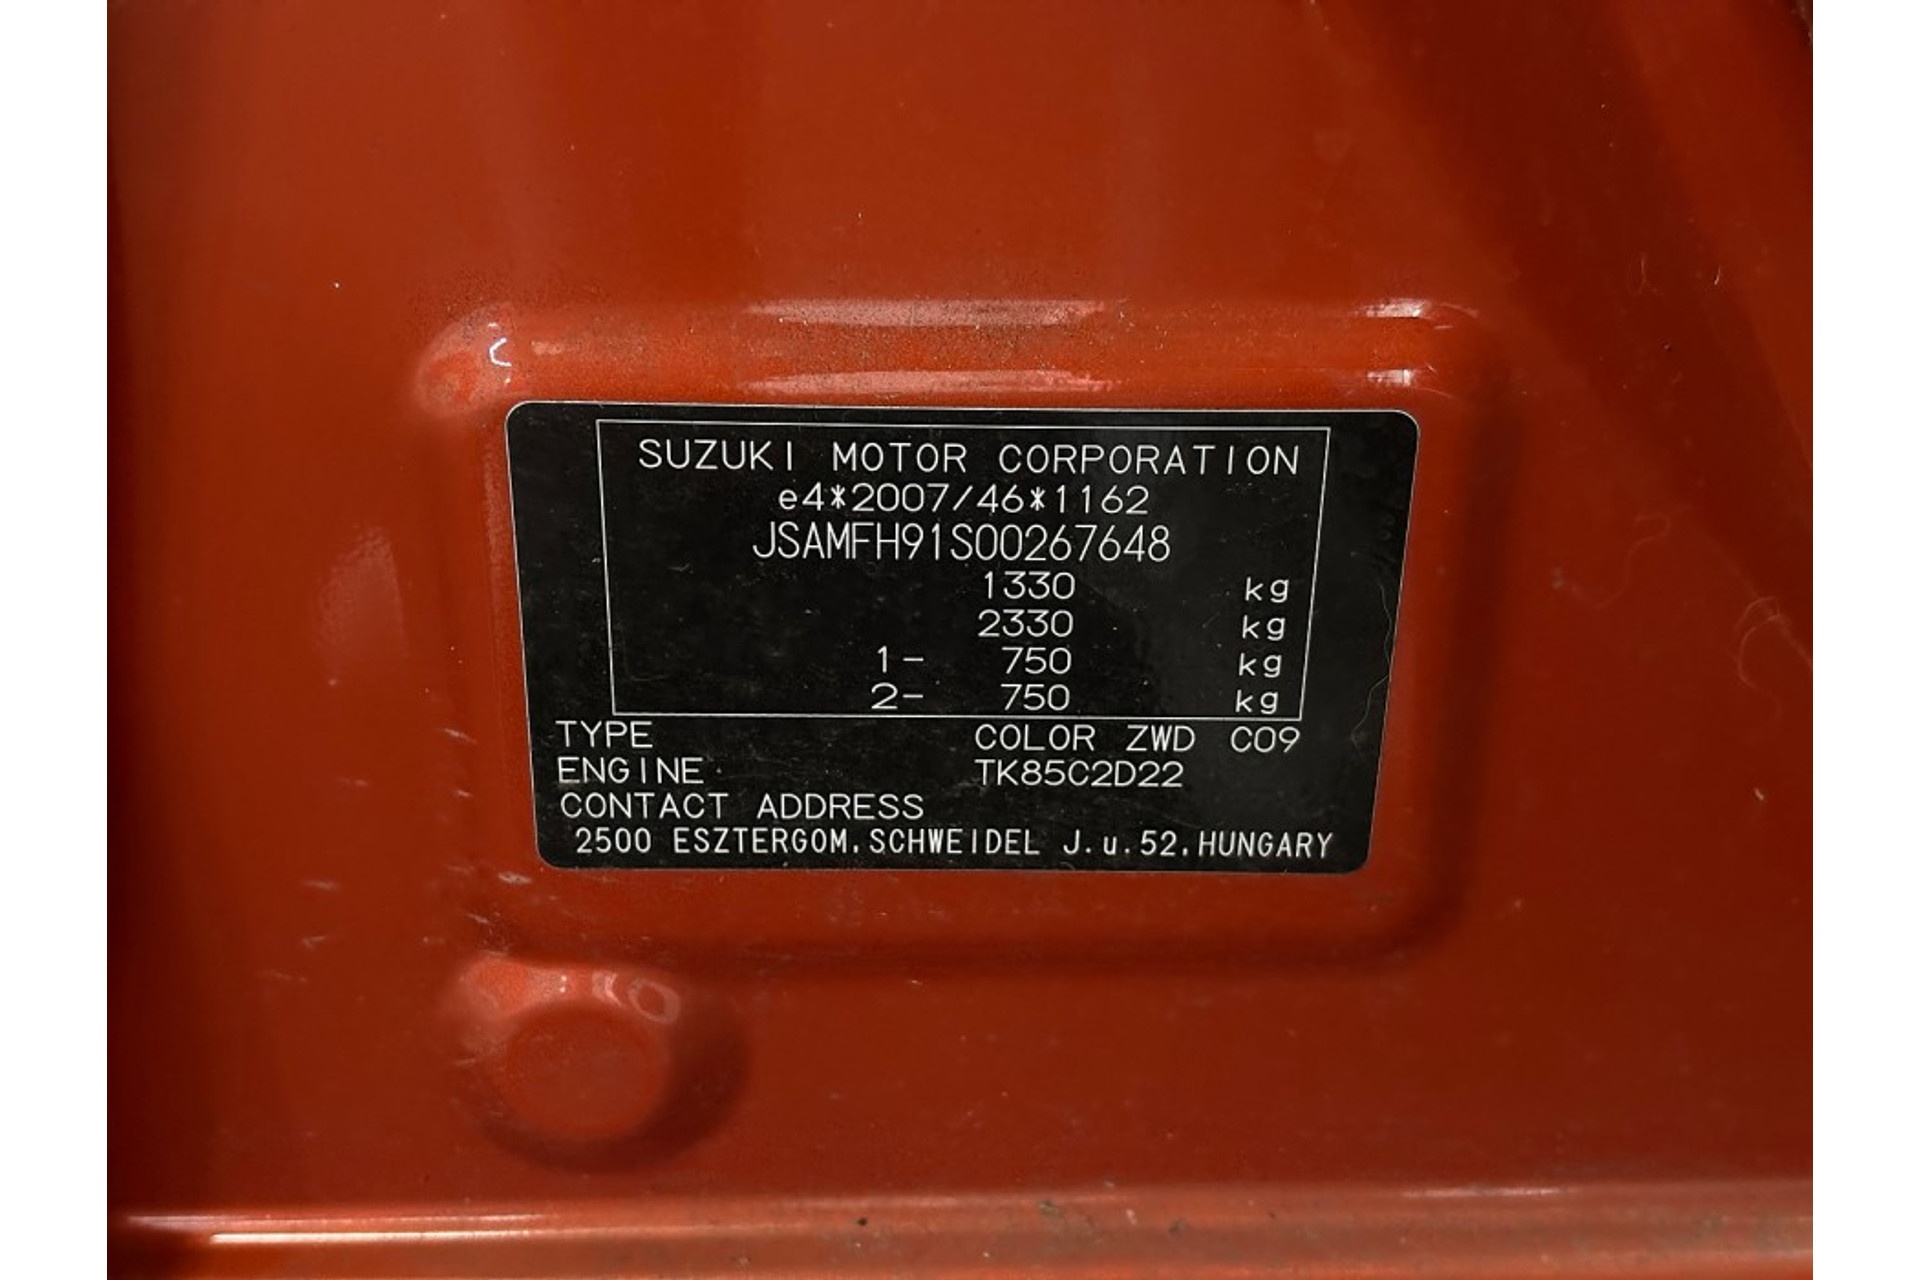 SUZUKI MOTOR CORPORATION
e4*2007/46*1162
JSAMFH91S00267648
1330 kg
2330 kg
1- 750 kg
2- 750 kg
TYPE COLOR ZWD C09
ENGINE TK85C2D22
CONTACT ADDRESS
2500 ESZTERGOM, SCHWEIDEL J.u.52, HUNGARY